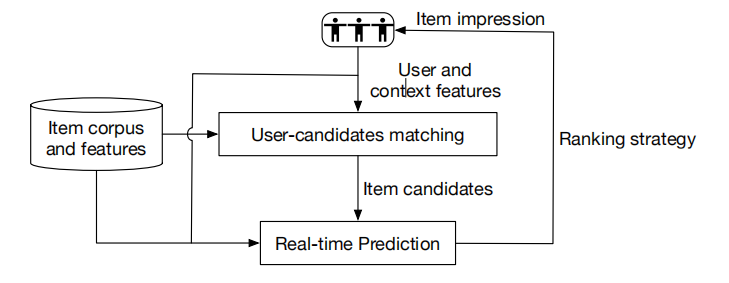 Item impression
User and
context features
Item corpus
and features
User-candidates matching
Ranking strategy
Item candidates
Real-time Prediction